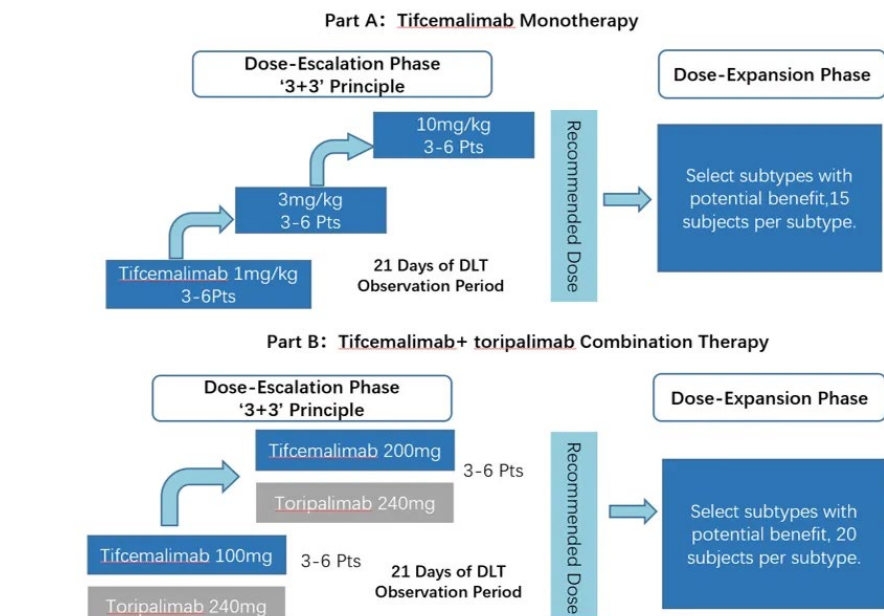 Part A: Tifcemalimab Monotherapy
Dose-Escalation Phase
‘3+3’ Principle
Dose-Expansion Phase
10mg/kg
3-6 Pts
3mg/kg
3-6 Pts
Tifcemalimab 1mg/kg
3-6Pts
21 Days of DLT
Observation Period
Recommended Dose
Select subtypes with
potential benefit,15
subjects per subtype.
Part B: Tifcemalimab+ toripalimab Combination Therapy
Dose-Escalation Phase
‘3+3’ Principle
Dose-Expansion Phase
Tifcemalimab 200mg
Toripalimab 240mg
3-6 Pts
Tifcemalimab 100mg
Toripalimab 240mg
3-6 Pts
21 Days of DLT
Observation Period
Recommended Dose
Select subtypes with
potential benefit, 20
subjects per subtype.